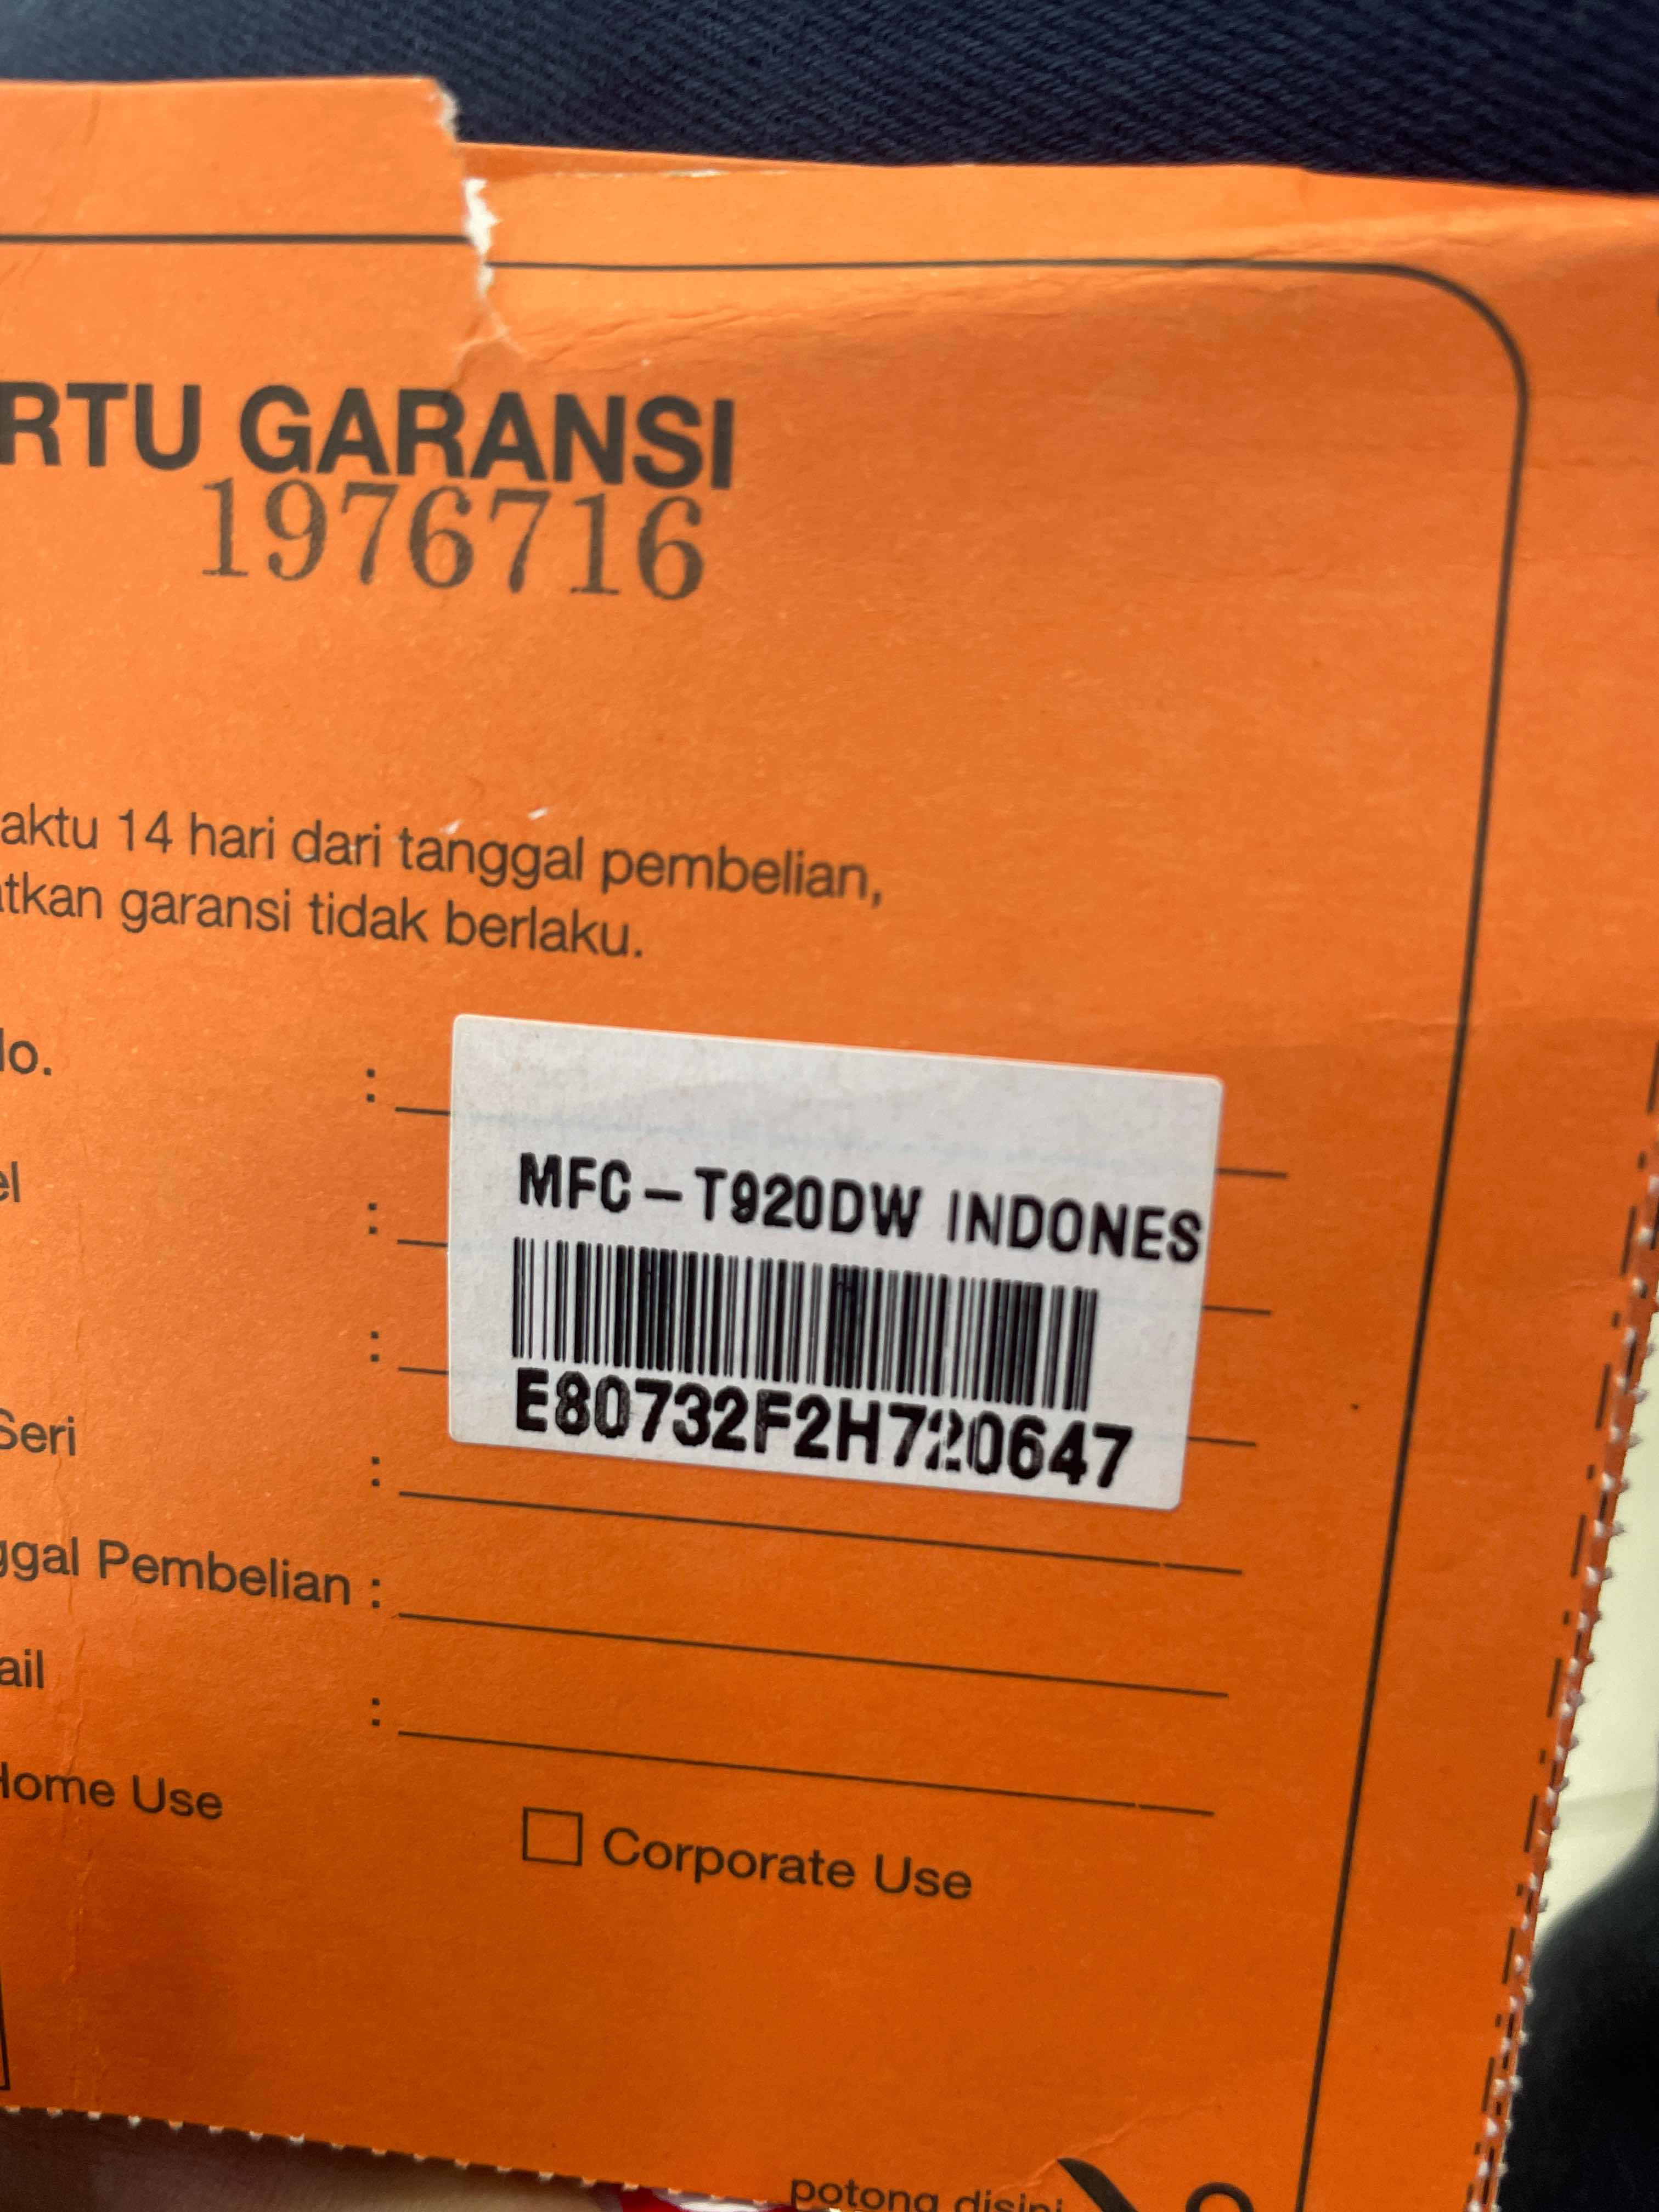 RTU GARANSI
1976716
aktu 14 hari dari tanggal pembelian,
atkan garansi tidak berlaku.
lo. :
el :
:
MFC-T920DW INDONES
E80732F2H720647
Seri :
ggal Pembelian :
ail :
Home Use
Corporate Use
potong disini